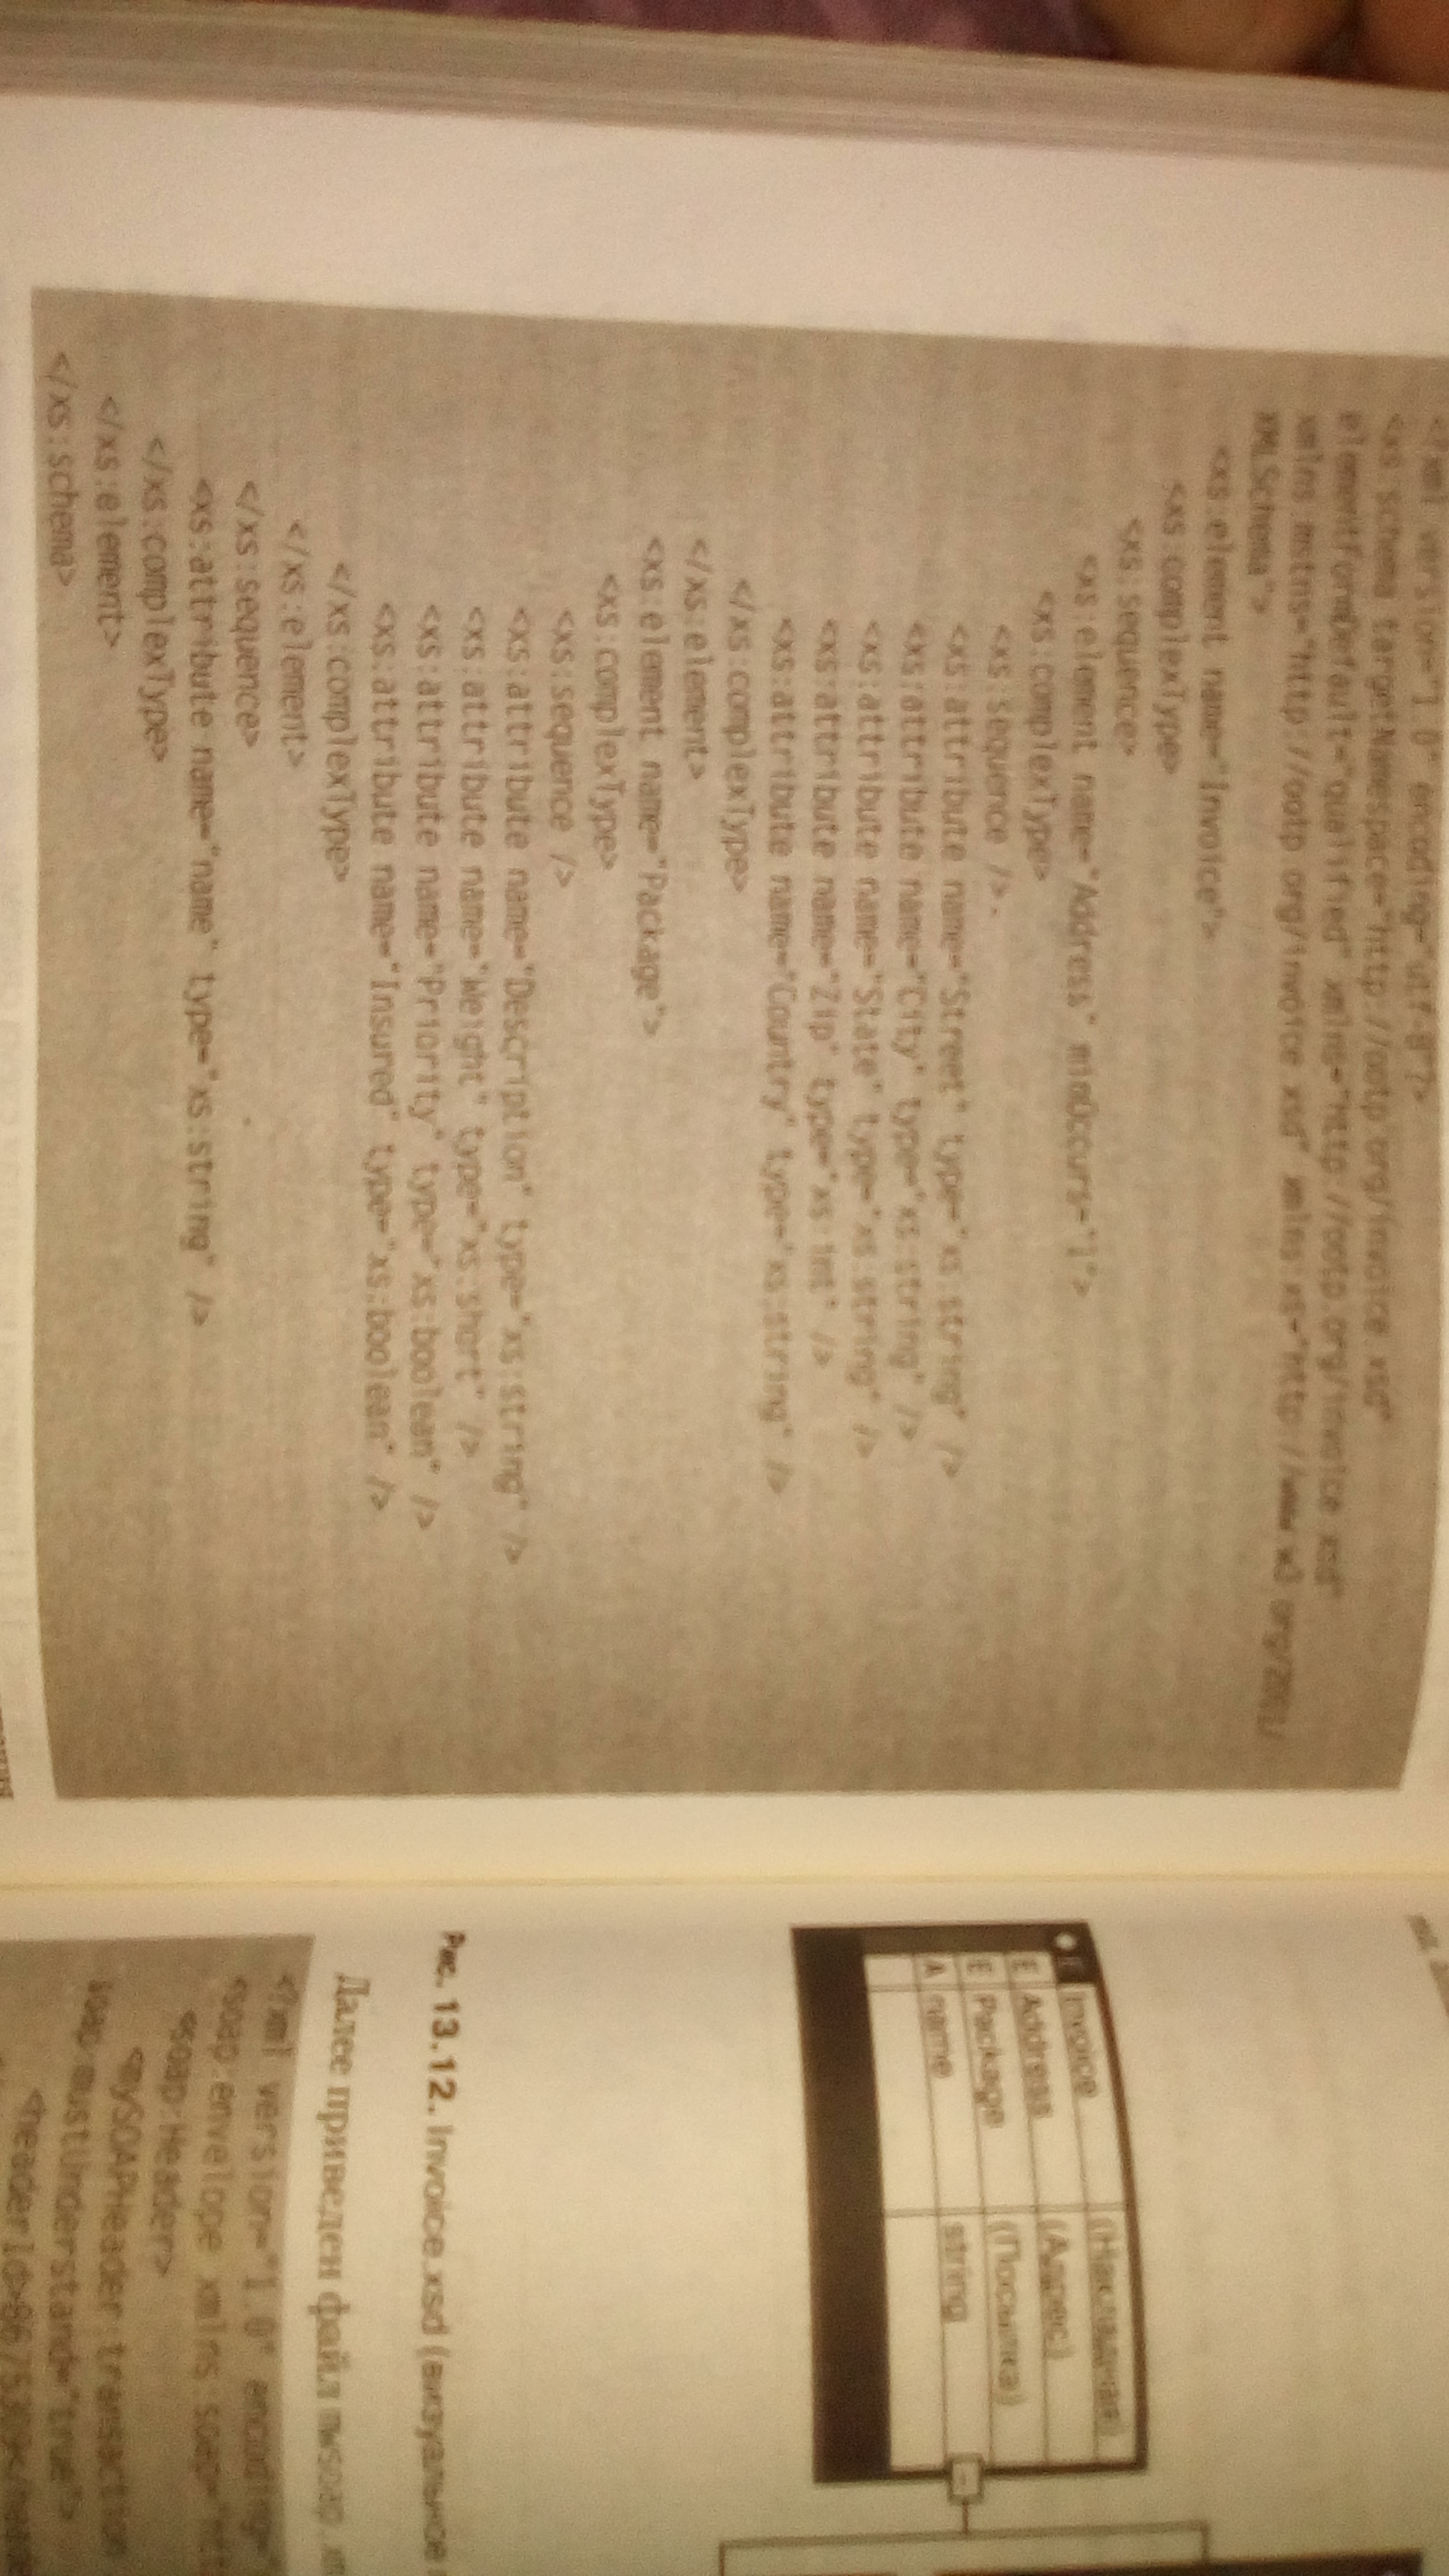 <?xml version="1.0" encoding="utf-8"?>
<xs:schema targetNamespace="http://ootp.org/invoice.xsd"
elementFormDefault="qualified" xmlns="http://ootp.org/invoice.xsd"
xmlns:mstns="http://ootp.org/invoice.xsd" xmlns:xs="http://www.w3.org/2001/
XMLSchema">
<xs:element name="Invoice">
<xs:complexType>
<xs:sequence>
<xs:element name="Address" minOccurs="1">
<xs:complexType>
<xs:sequence />
<xs:attribute name="Street" type="xs:string" />
<xs:attribute name="City" type="xs:string" />
<xs:attribute name="State" type="xs:string" />
<xs:attribute name="Zip" type="xs:int" />
<xs:attribute name="Country" type="xs:string" />
</xs:complexType>
</xs:element>
<xs:element name="Package">
<xs:complexType>
<xs:sequence />
<xs:attribute name="Description" type="xs:string" />
<xs:attribute name="Weight" type="xs:short" />
<xs:attribute name="Priority" type="xs:boolean" />
<xs:attribute name="Insured" type="xs:boolean" />
</xs:complexType>
</xs:element>
</xs:sequence>
<xs:attribute name="name" type="xs:string" />
</xs:complexType>
</xs:element>
</xs:schema>
E Invoice (Накладная)
E Address (Адрес)
E Package (Посылка)
A name string
Рис. 13.12. Invoice.xsd (визуальное
Далее приведен файл mwsoap.
<?xml version="1.0" encoding="
<soap:envelope xmlns:soap="htt
<soap:Header>
<mySOAPHeader:transaction
soap:mustUnderstand="true">
<headerId>8675309</head